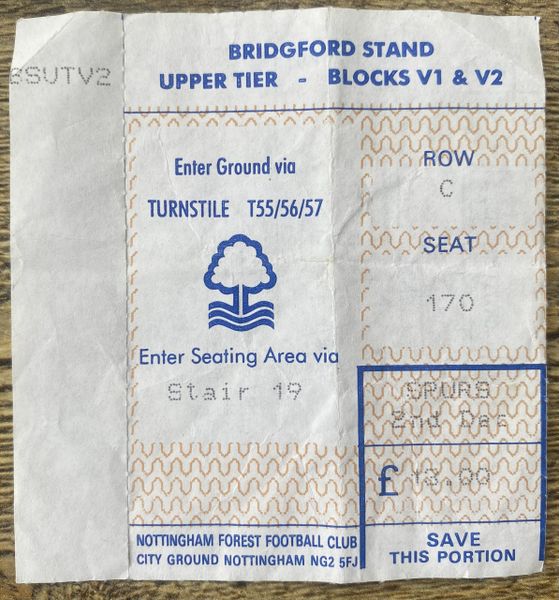 BSUTV2
BRIDGFORD STAND
UPPER TIER - BLOCKS V1 & V2
Enter Ground via
TURNSTILE T55/56/57
Enter Seating Area via
Stair 19
ROW
C
SEAT
170
SPURS
2nd Dec
£ 13.00
NOTTINGHAM FOREST FOOTBALL CLUB
CITY GROUND NOTTINGHAM NG2 5FJ
SAVE
THIS PORTION